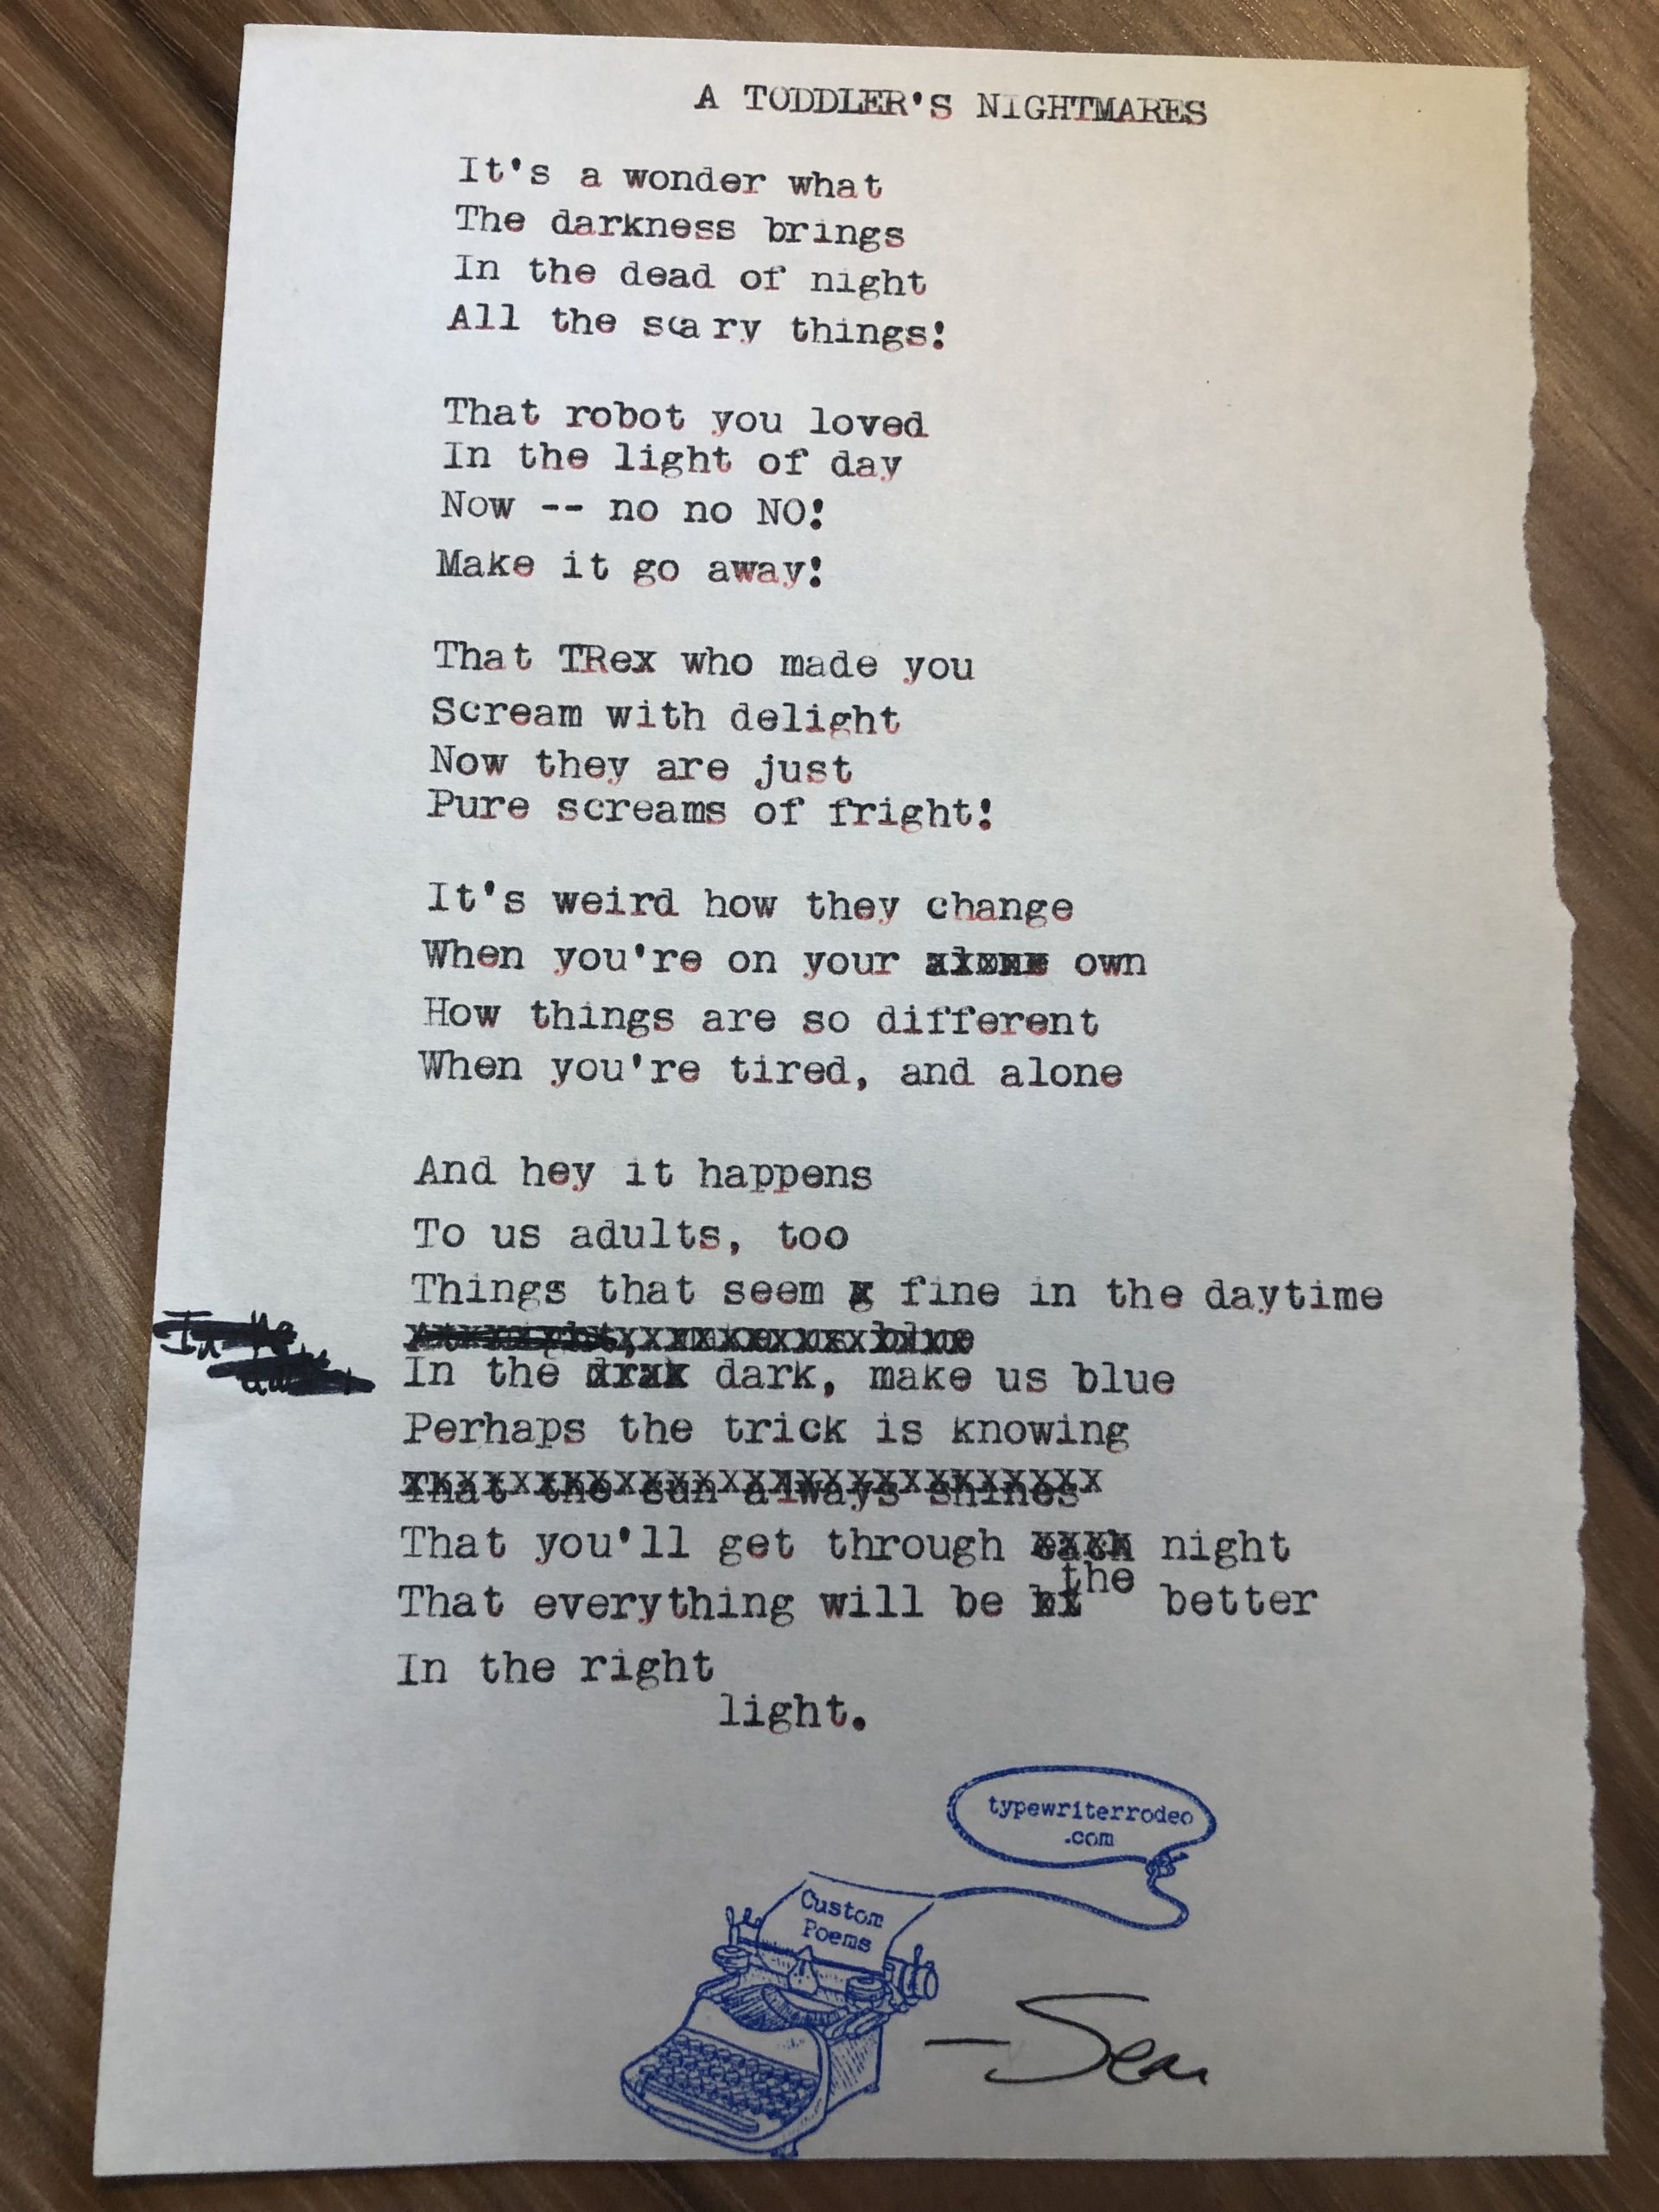 A TODDLER'S NIGHTMARES
It's a wonder what
The darkness brings
In the dead of night
All the scary things!
That robot you loved
In the light of day
Now -- no no NO!
Make it go away!
That TRex who made you
Scream with delight
Now they are just
Pure screams of fright!
It's weird how they change
When you're on your own
How things are so different
When you're tired, and alone
And hey it happens
To us adults, too
Things that seem fine in the daytime
In the dark, make us blue
Perhaps the trick is knowing
That the sun always shines
That you'll get through each night
the
That everything will be better
In the right
light.
typewriterrodeo
.com
Custom
Poems
-Sean